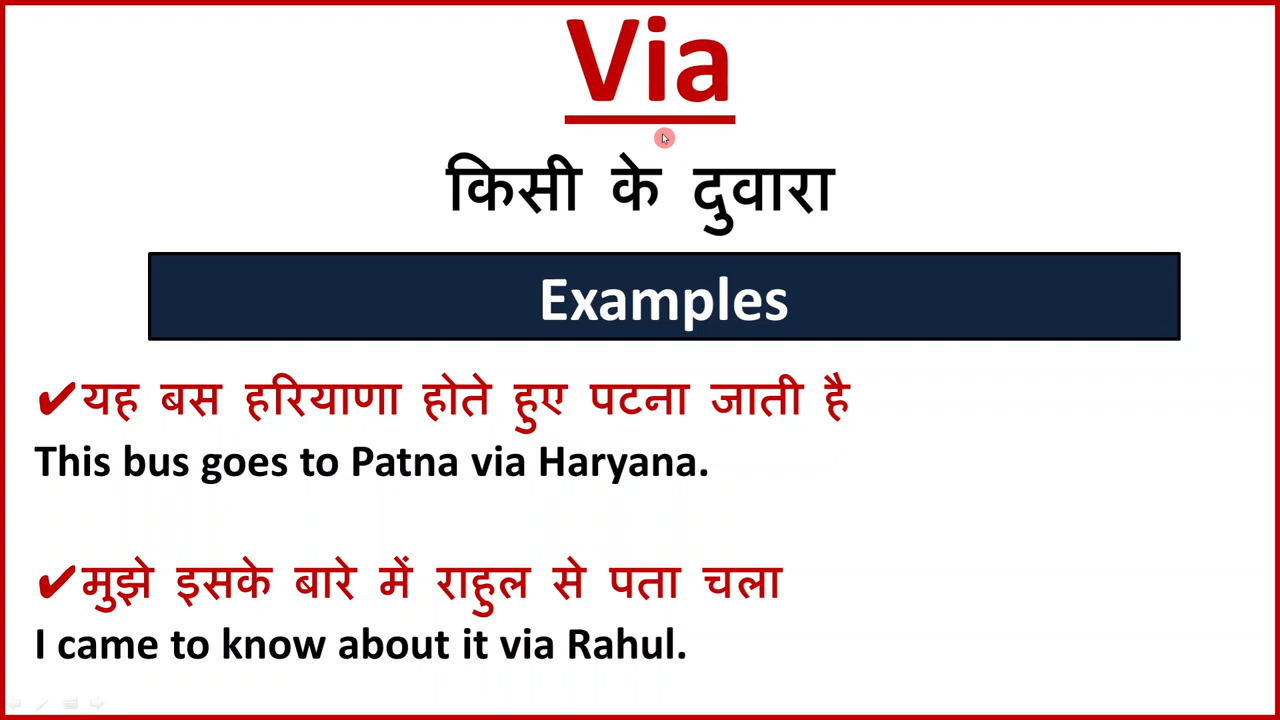 Via
किसी के दुवारा
Examples
✔यह बस हरियाणा होते हुए पटना जाती है
This bus goes to Patna via Haryana.
✔मुझे इसके बारे में राहुल से पता चला
I came to know about it via Rahul.